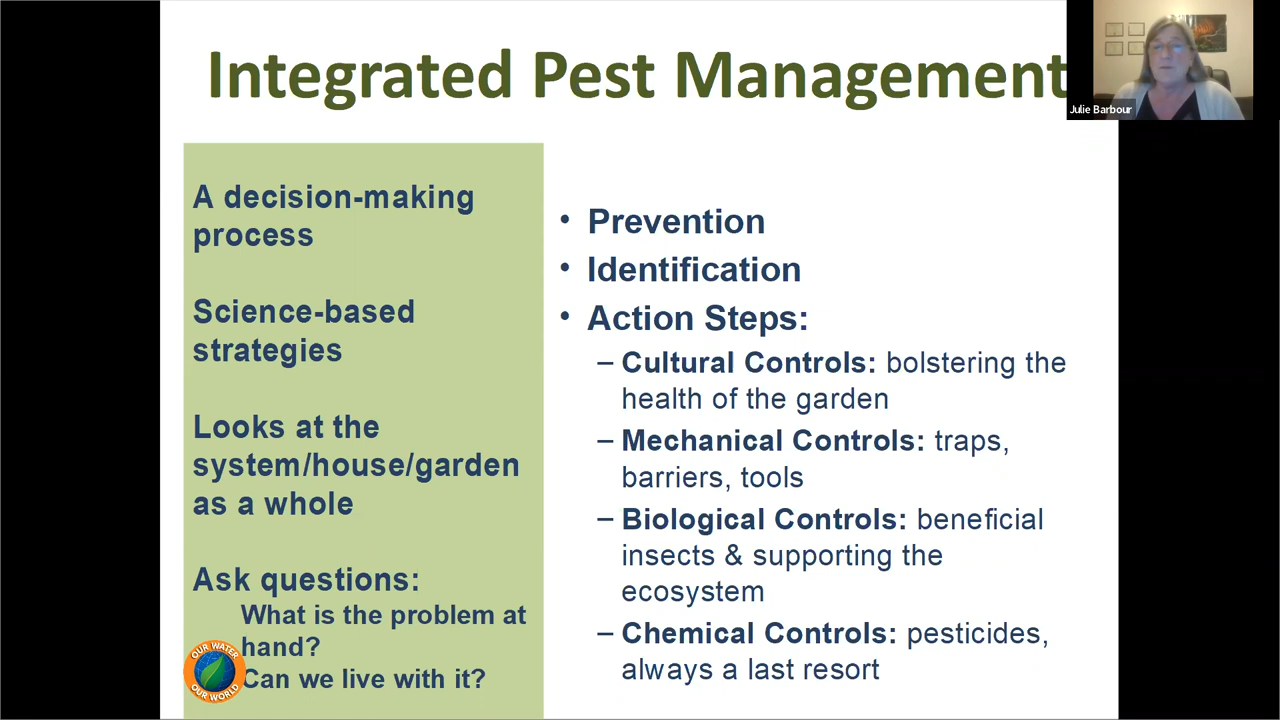 Integrated Pest Management
Julie Barbour
A decision-making
process
Science-based
strategies
Looks at the
system/house/garden
as a whole
Ask questions:
What is the problem at
hand?
Can we live with it?
OUR WATER
OUR WORLD
• Prevention
• Identification
• Action Steps:
– Cultural Controls: bolstering the
health of the garden
– Mechanical Controls: traps,
barriers, tools
– Biological Controls: beneficial
insects & supporting the
ecosystem
– Chemical Controls: pesticides,
always a last resort